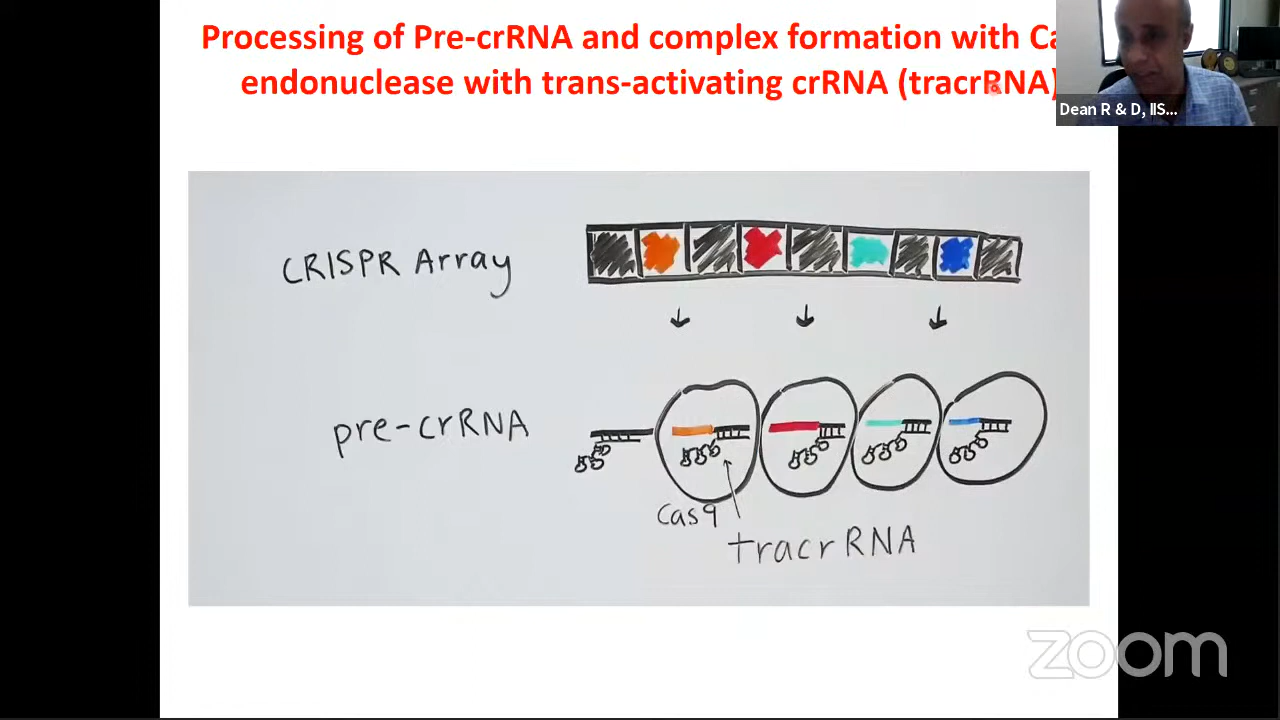 Processing of Pre-crRNA and complex formation with Ca
endonuclease with trans-activating crRNA (tracrRNA)
Dean R & D, IIS...
CRISPR Array
pre-crRNA
Cas9
tracrRNA
zoom